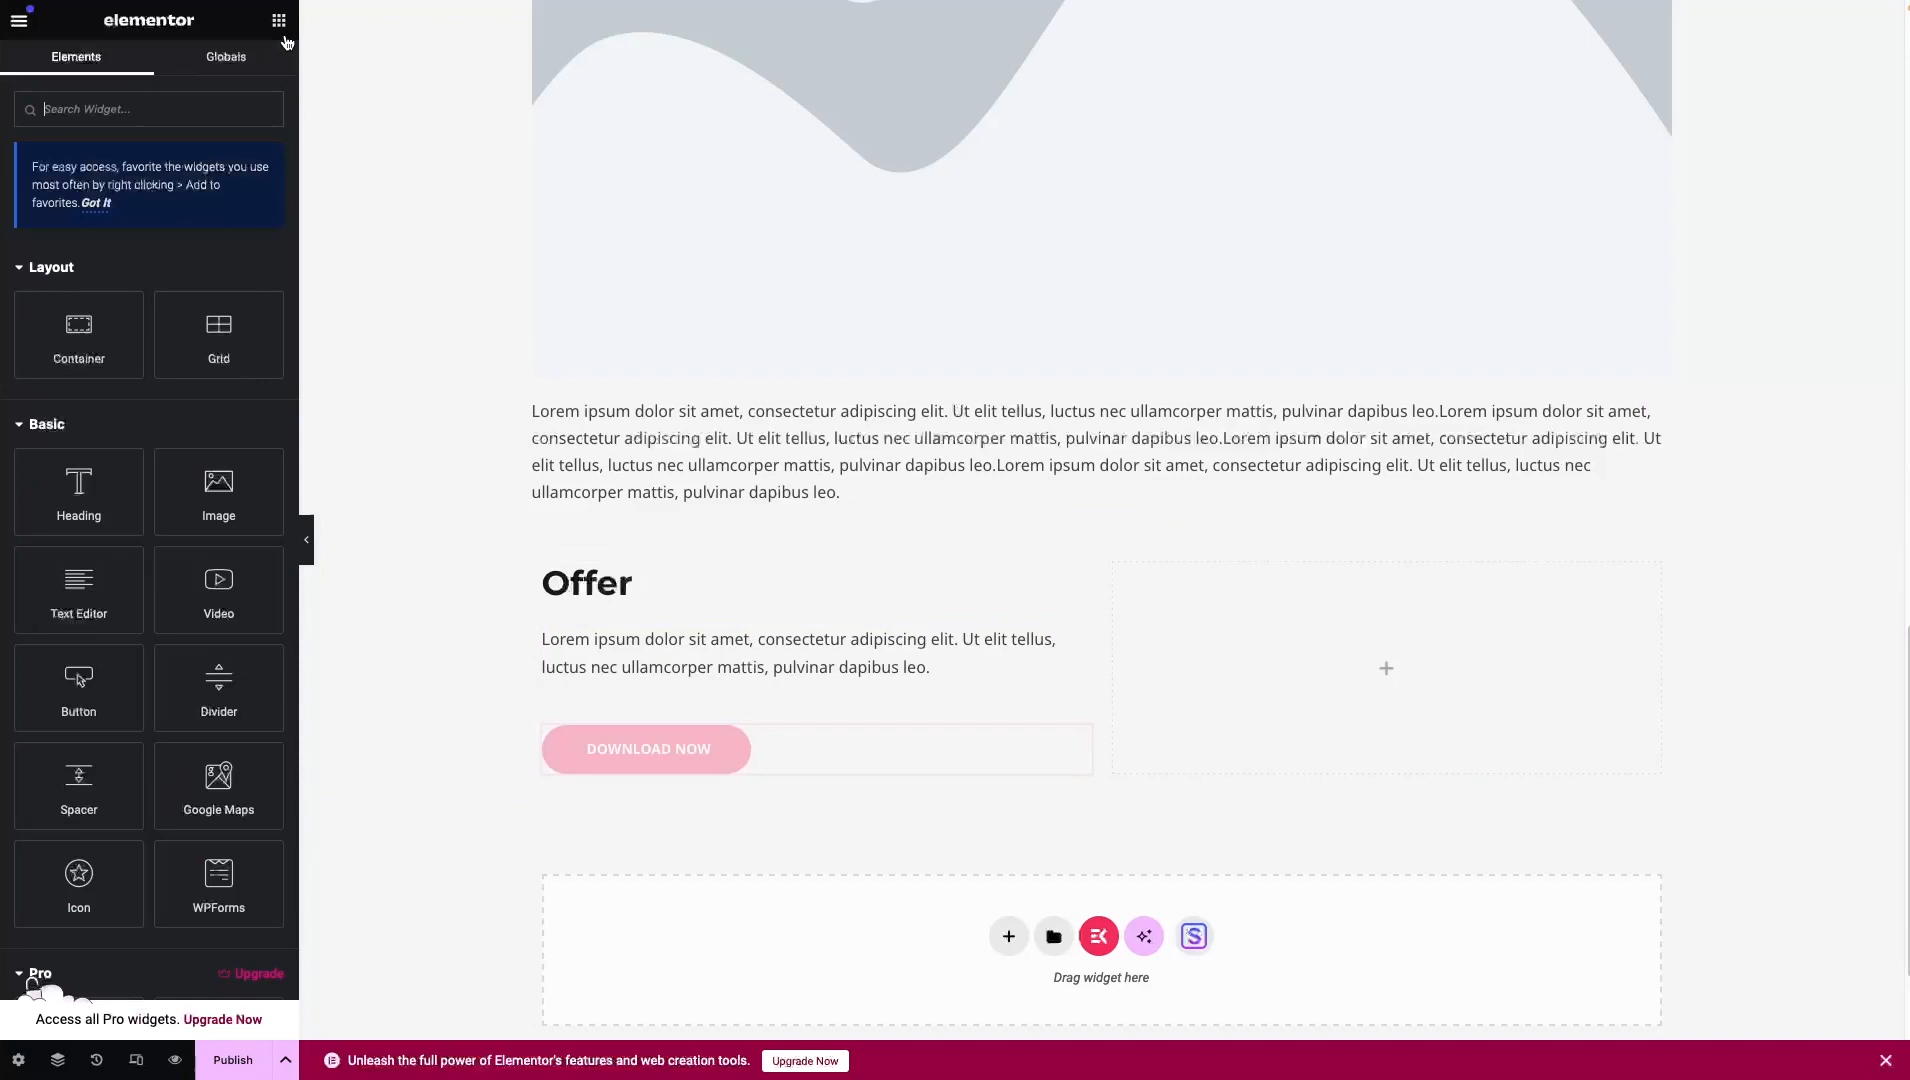 elementor
Elements
Globals
Search Widget...
For easy access, favorite the widgets you use
most often by right clicking > Add to
favorites. Got It
Layout
Container
Grid
Basic
Heading
Image
Text Editor
Video
Button
Divider
Spacer
Google Maps
Icon
WPForms
Pro
Upgrade
Access all Pro widgets. Upgrade Now
Publish
Lorem ipsum dolor sit amet, consectetur adipiscing elit. Ut elit tellus, luctus nec ullamcorper mattis, pulvinar dapibus leo.Lorem ipsum dolor sit amet,
consectetur adipiscing elit. Ut elit tellus, luctus nec ullamcorper mattis, pulvinar dapibus leo.Lorem ipsum dolor sit amet, consectetur adipiscing elit. Ut
elit tellus, luctus nec ullamcorper mattis, pulvinar dapibus leo.Lorem ipsum dolor sit amet, consectetur adipiscing elit. Ut elit tellus, luctus nec
ullamcorper mattis, pulvinar dapibus leo.
Offer
Lorem ipsum dolor sit amet, consectetur adipiscing elit. Ut elit tellus,
luctus nec ullamcorper mattis, pulvinar dapibus leo.
DOWNLOAD NOW
Drag widget here
Unleash the full power of Elementor's features and web creation tools.
Upgrade Now